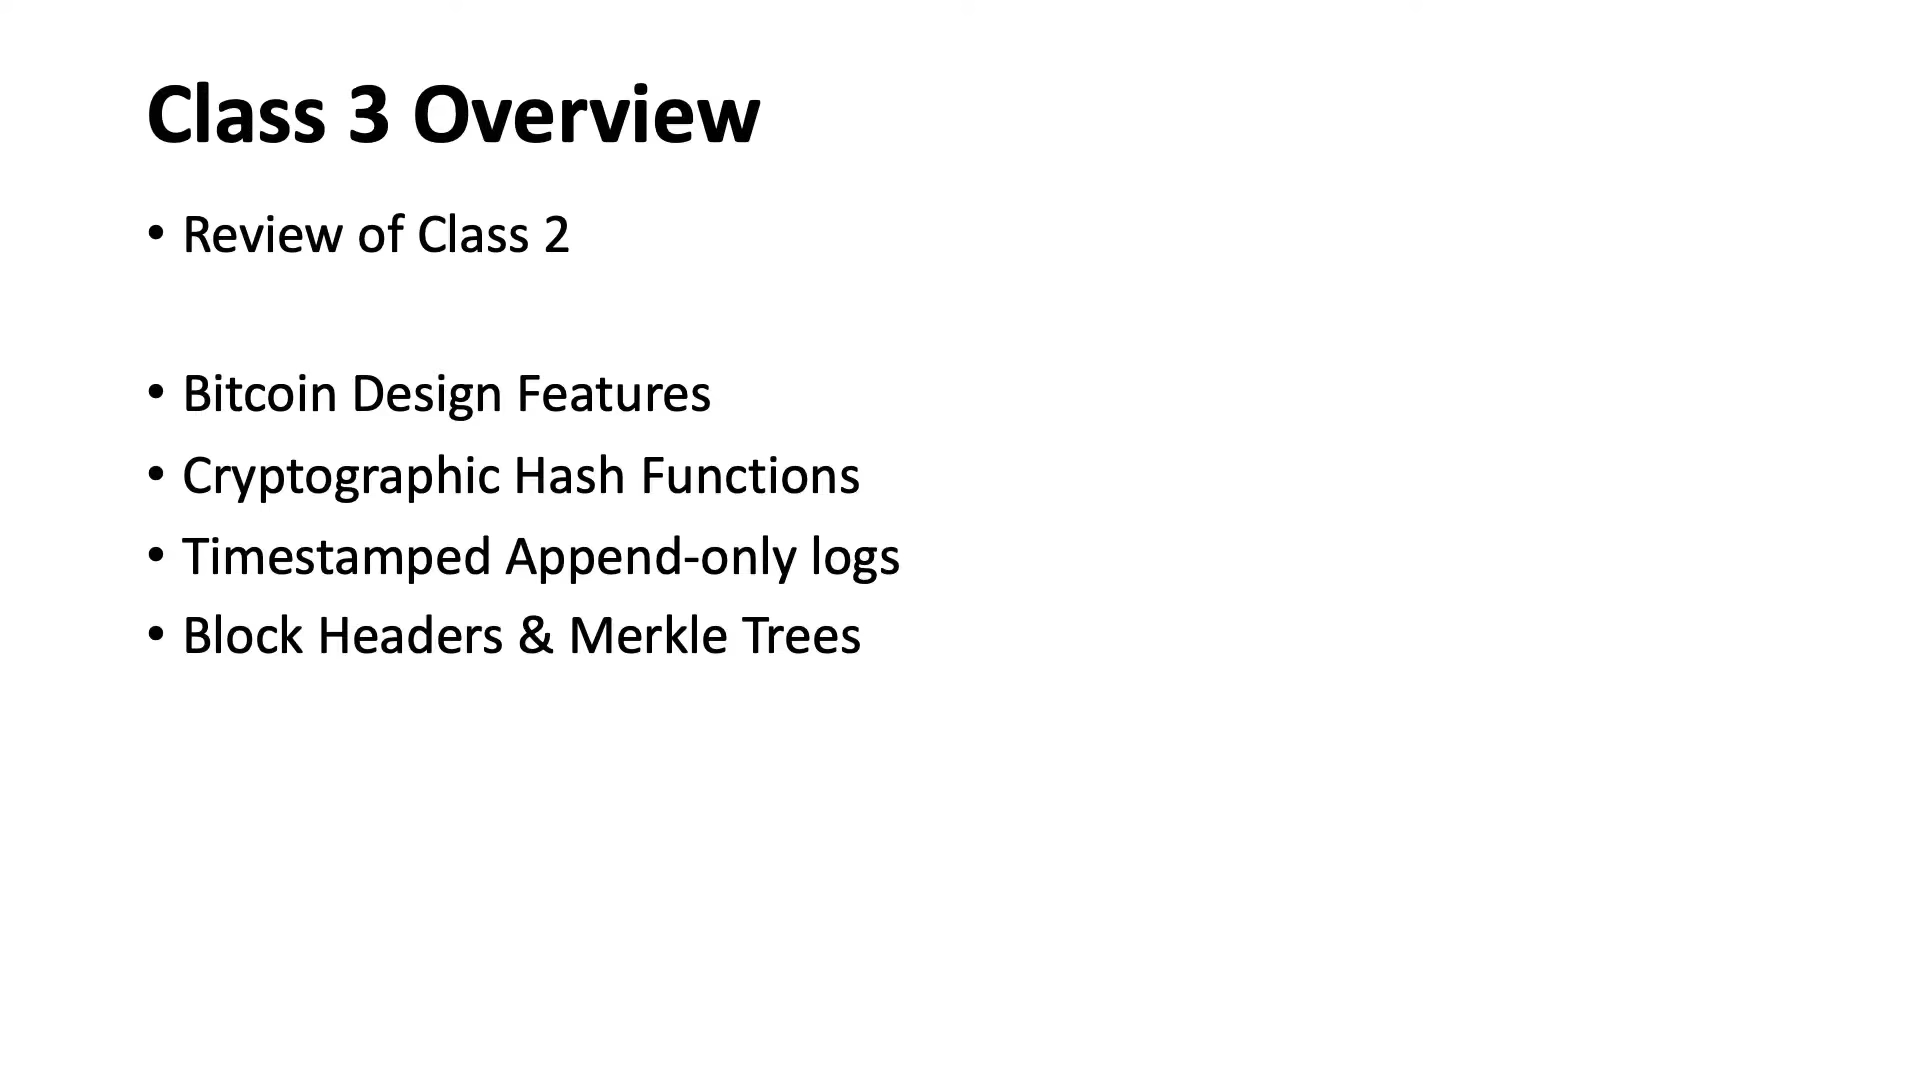 Class 3 Overview
• Review of Class 2
• Bitcoin Design Features
• Cryptographic Hash Functions
• Timestamped Append-only logs
• Block Headers & Merkle Trees